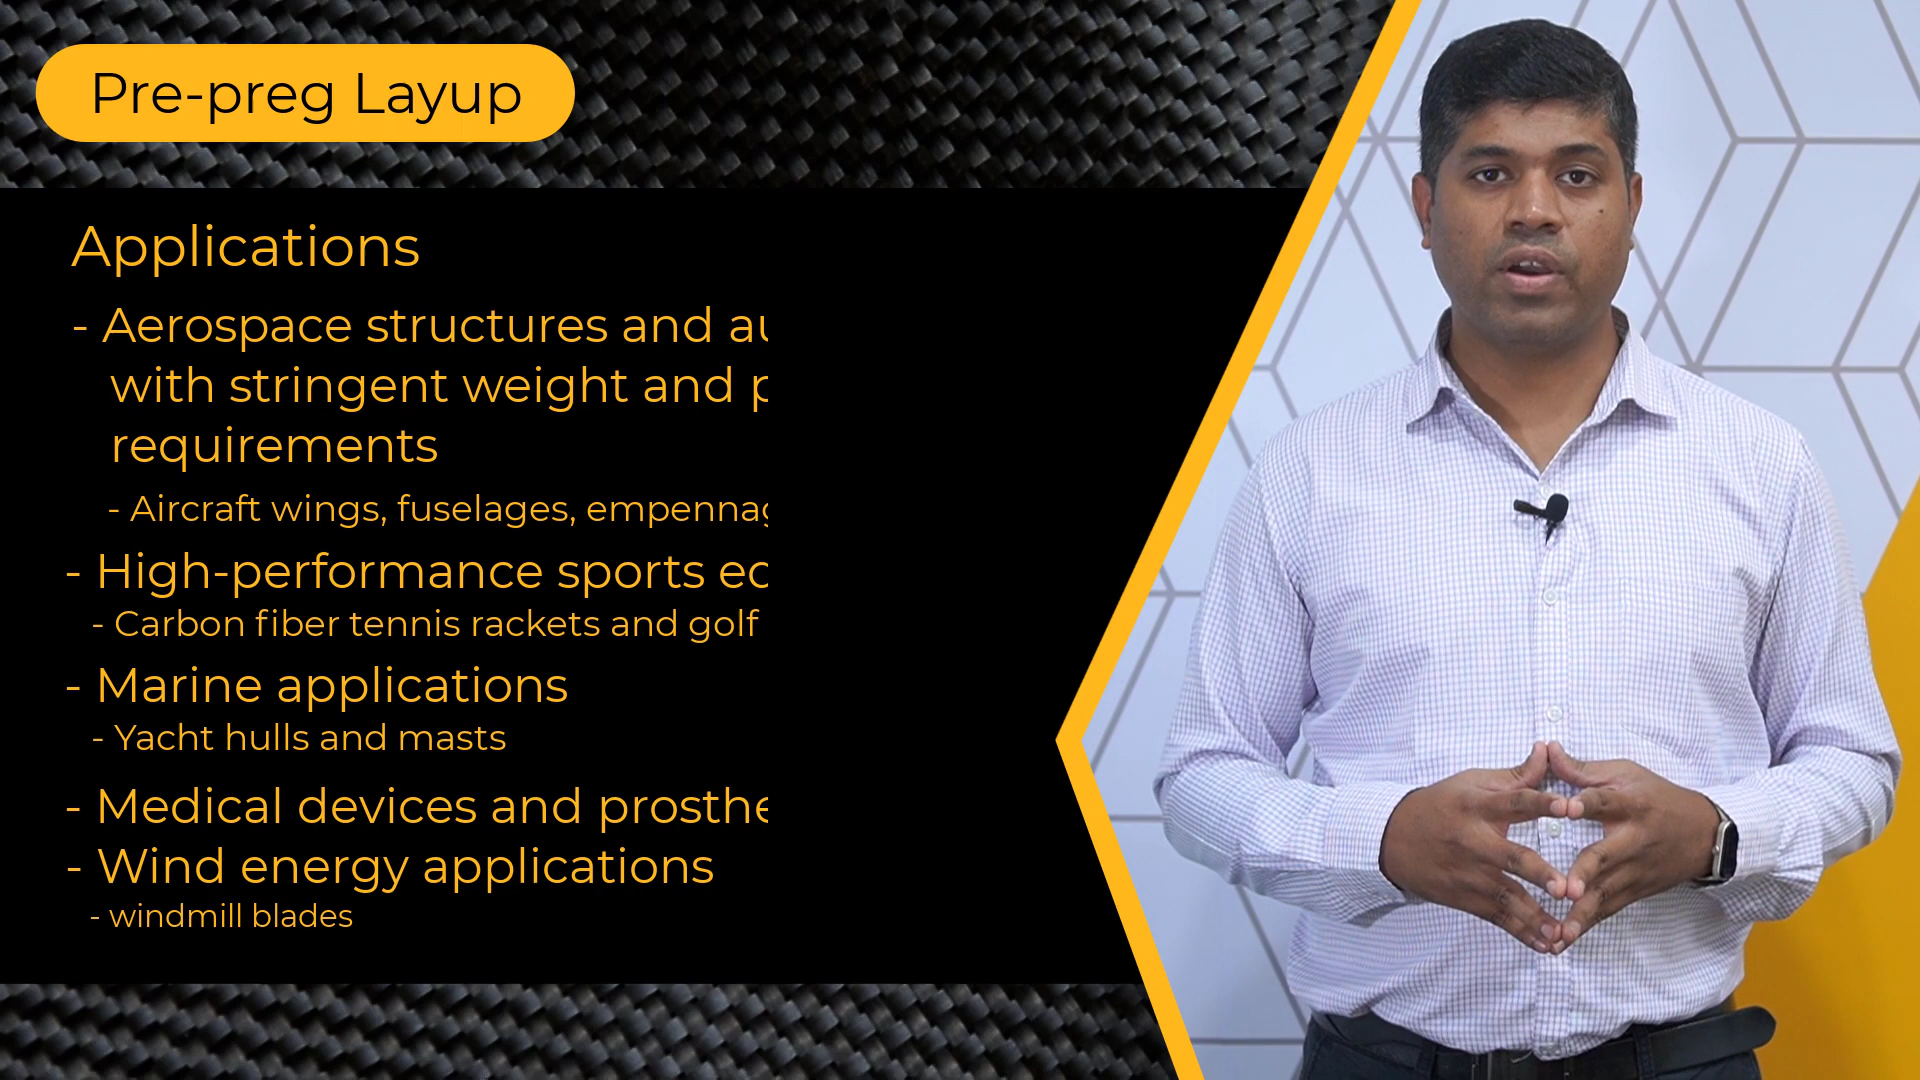 Pre-preg Layup
Applications
- Aerospace structures and
with stringent weight and
requirements
- Aircraft wings, fuselages,
- High-performance sports
- Carbon fiber tennis rackets and golf
- Marine applications
- Yacht hulls and masts
- Medical devices and
- Wind energy applications
- windmill blades